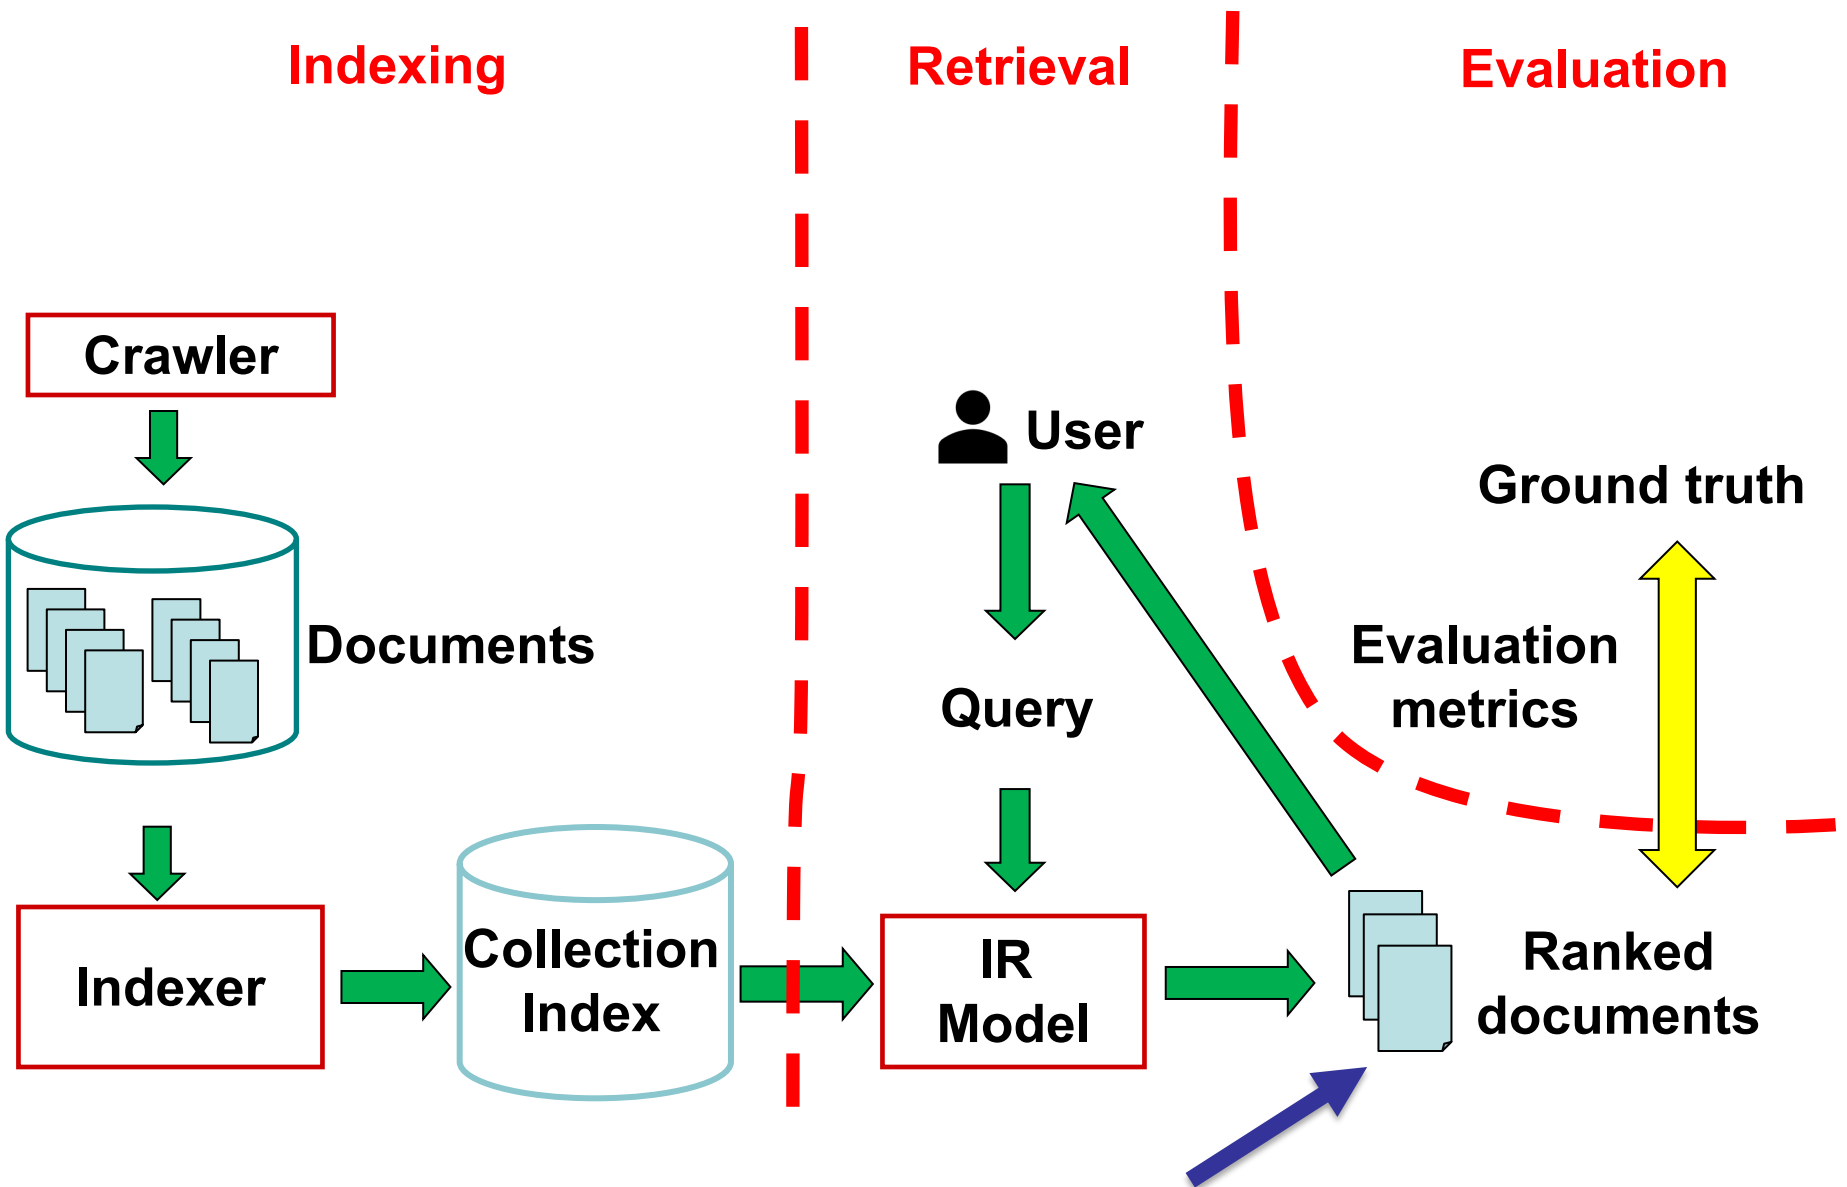 Indexing
Retrieval
Evaluation
Crawler
User
Ground truth
Documents
Evaluation
metrics
Query
Indexer
Collection
Index
IR
Model
Ranked
documents